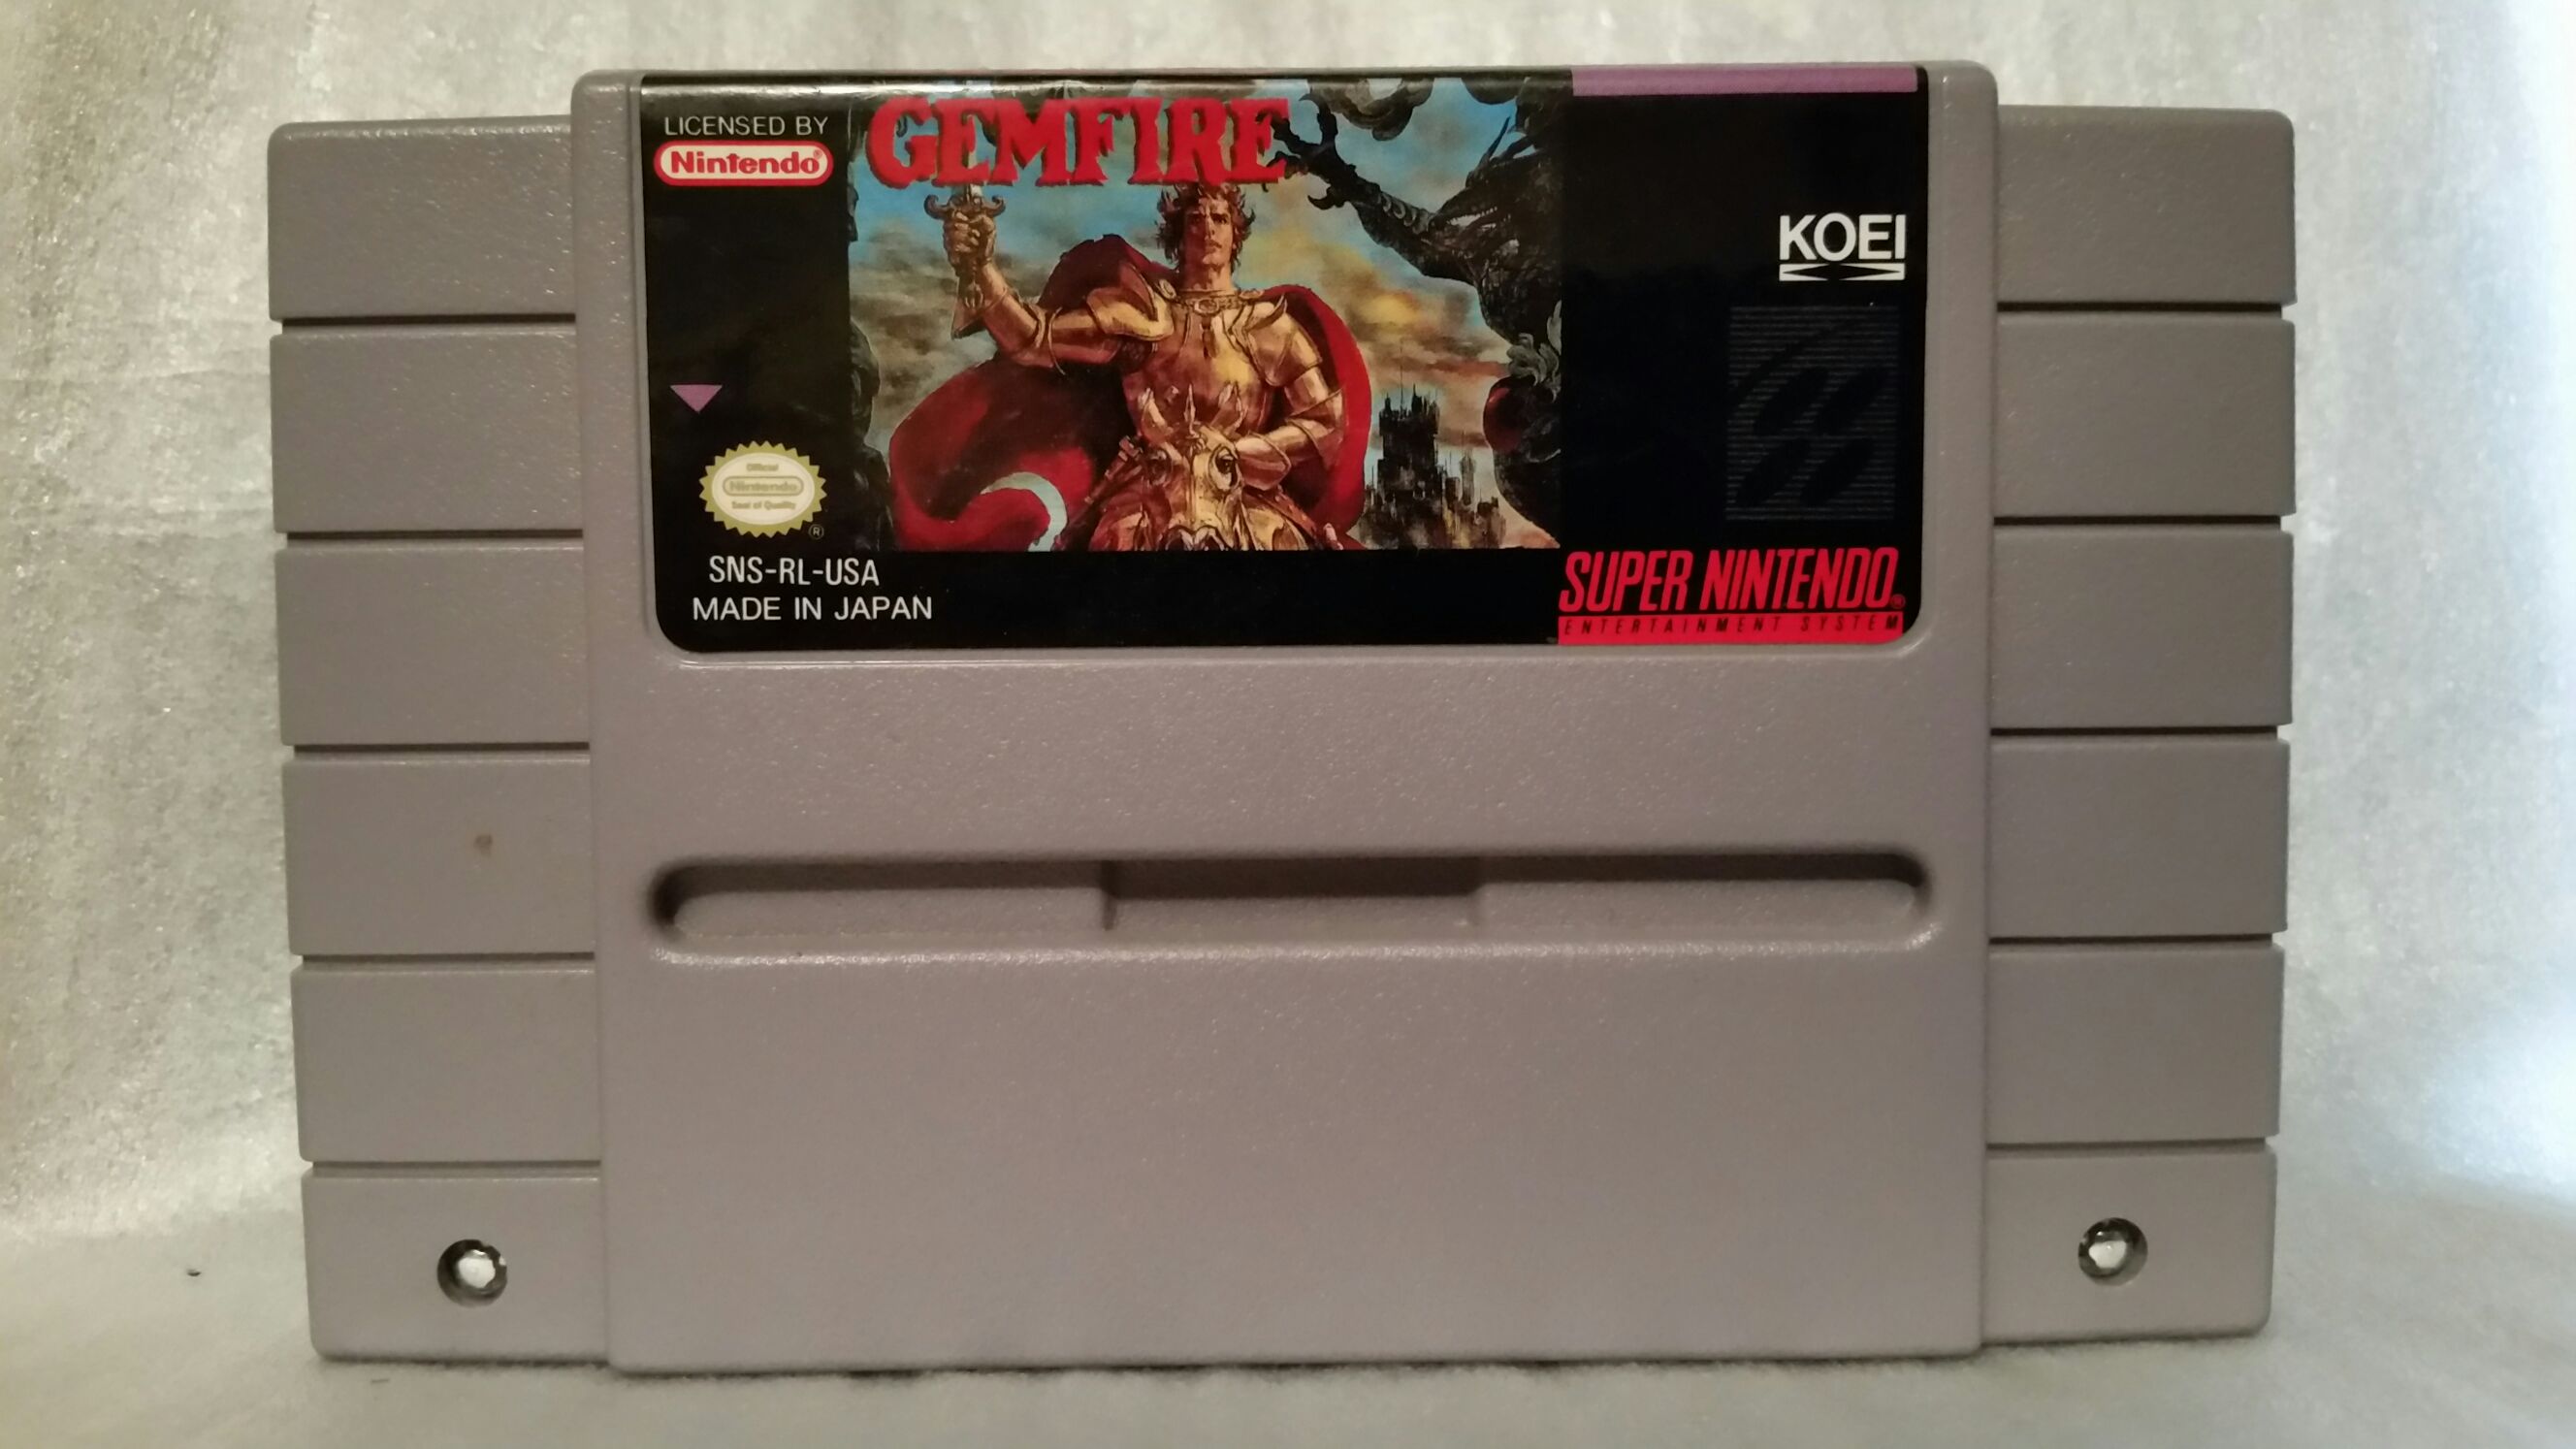 LICENSED BY
Nintendo®
GEMFIRE
KOEI
Official
Nintendo
Seal of Quality
®
SNS-RL-USA
MADE IN JAPAN
SUPER NINTENDO®
ENTERTAINMENT SYSTEM